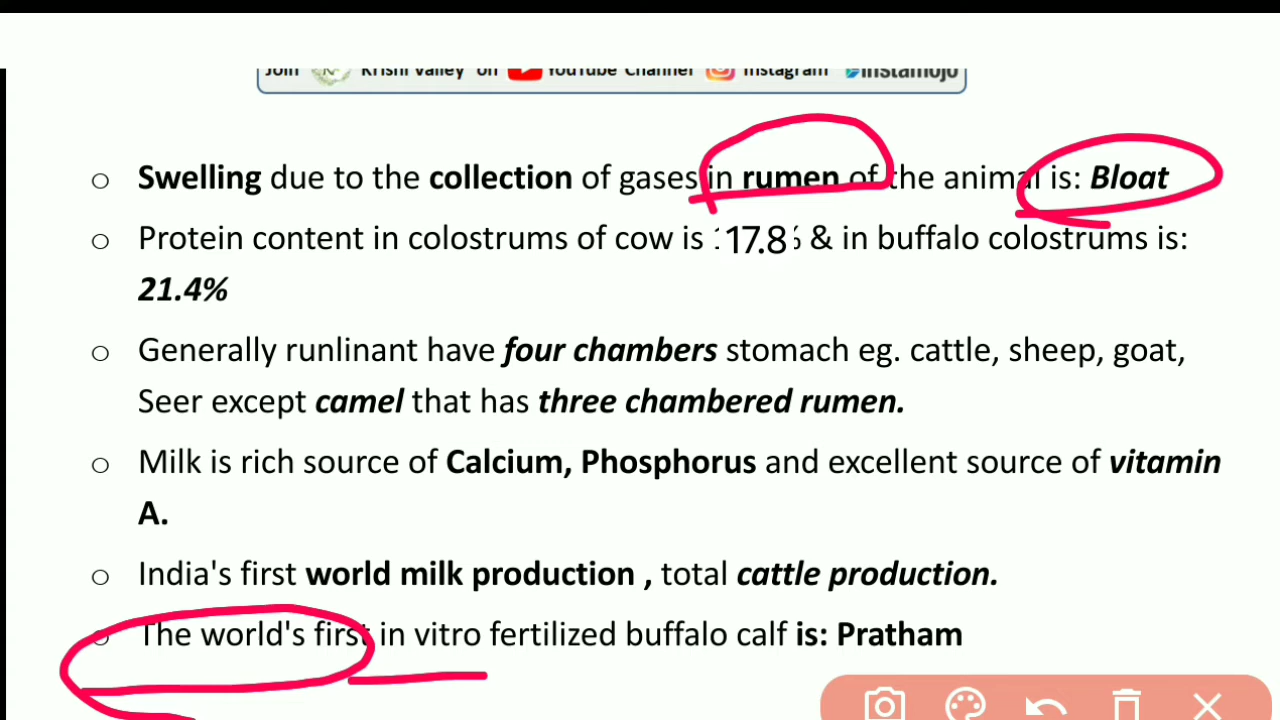 Join Krishi Valley on YouTube Channel Instagram Instamojo
o Swelling due to the collection of gases in rumen of the animal is: Bloat
o Protein content in colostrums of cow is : 17.8 & in buffalo colostrums is:
21.4%
o Generally runlinant have four chambers stomach eg. cattle, sheep, goat,
Seer except camel that has three chambered rumen.
o Milk is rich source of Calcium, Phosphorus and excellent source of vitamin
A.
o India's first world milk production , total cattle production.
o The world's first in vitro fertilized buffalo calf is: Pratham